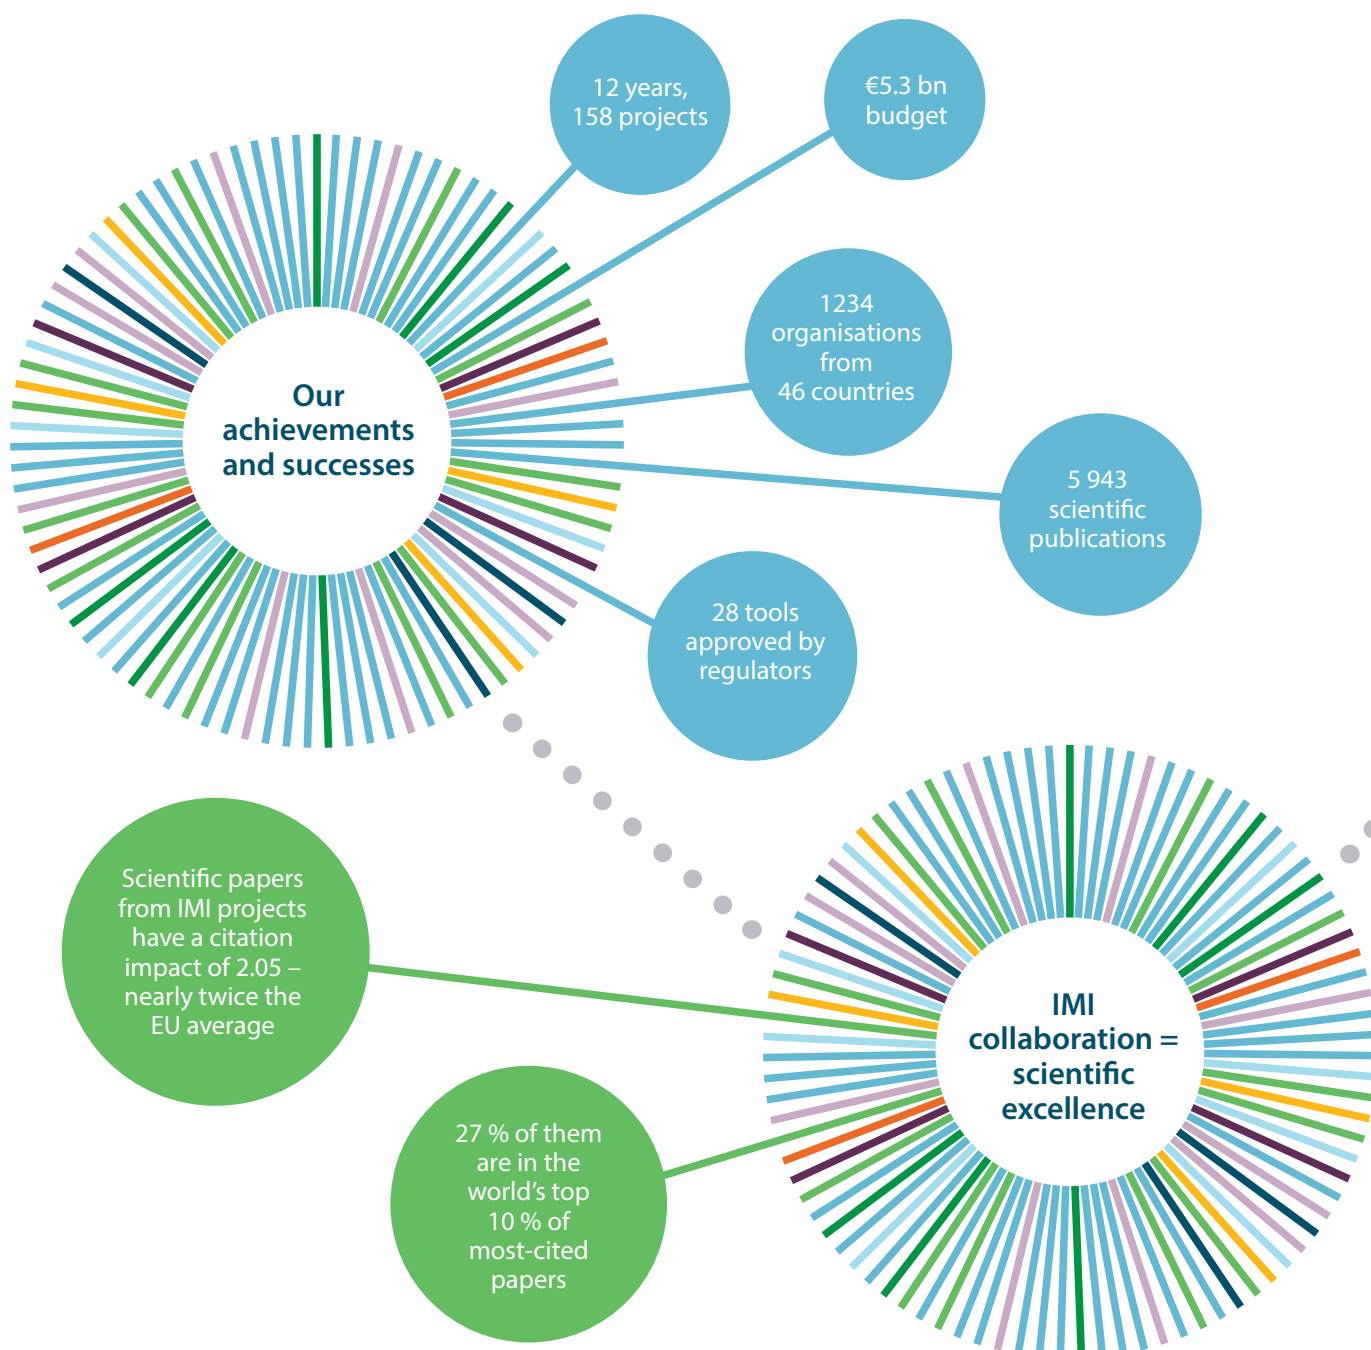 12 years,
158 projects
€5.3 bn
budget
1234
organisations
from
46 countries
Our
achievements
and successes
5 943
scientific
publications
28 tools
approved by
regulators
Scientific papers
from IMI projects
have a citation
impact of 2.05 –
nearly twice the
EU average
IMI
collaboration =
scientific
excellence
27 % of them
are in the
world’s top
10 % of
most-cited
papers